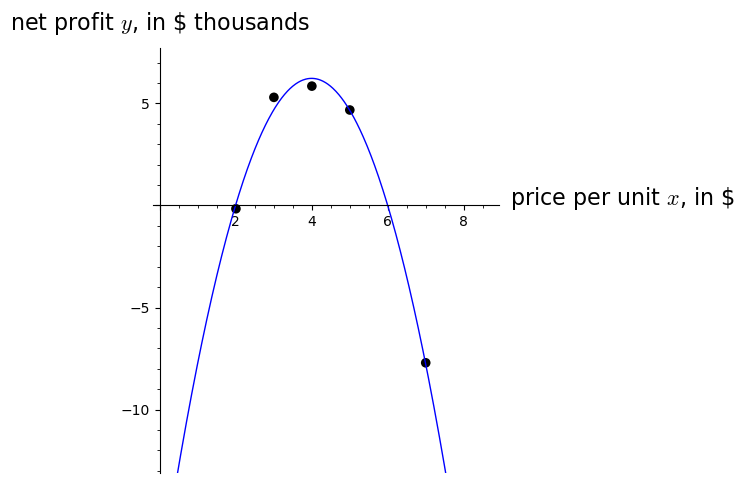 net profit y, in $ thousands
5
price per unit x, in $
2 4 6 8
−5
−10